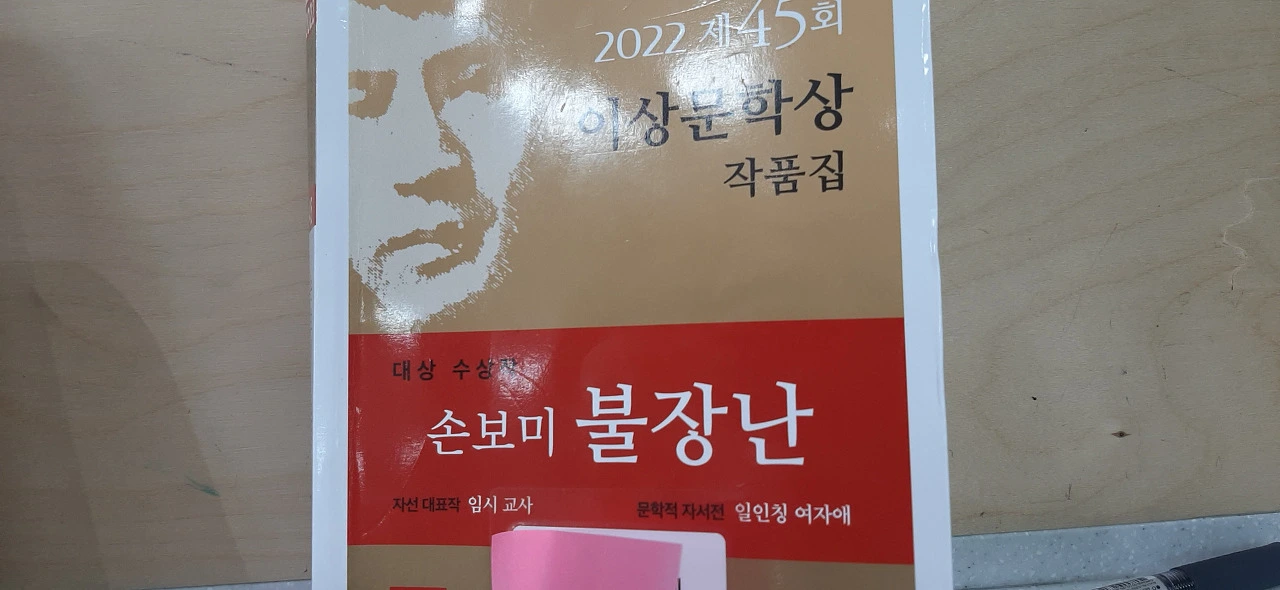 2022 제45회
이상문학상
작품집
대상 수상작
손보미 불장난
자선 대표작 임시 교사
문학적 자서전 일인칭 여자애